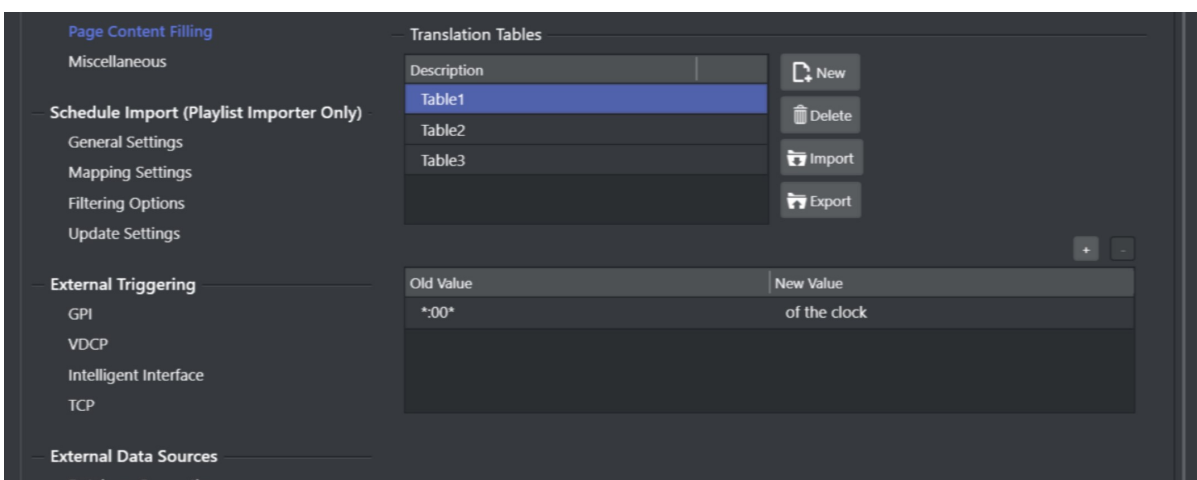 Page Content Filling
Miscellaneous
Schedule Import (Playlist Importer Only)
General Settings
Mapping Settings
Filtering Options
Update Settings
External Triggering
GPI
VDCP
Intelligent Interface
TCP
External Data Sources
Translation Tables
Description
Table1
Table2
Table3
New
Delete
Import
Export
+ -
Old Value New Value
*:00* of the clock